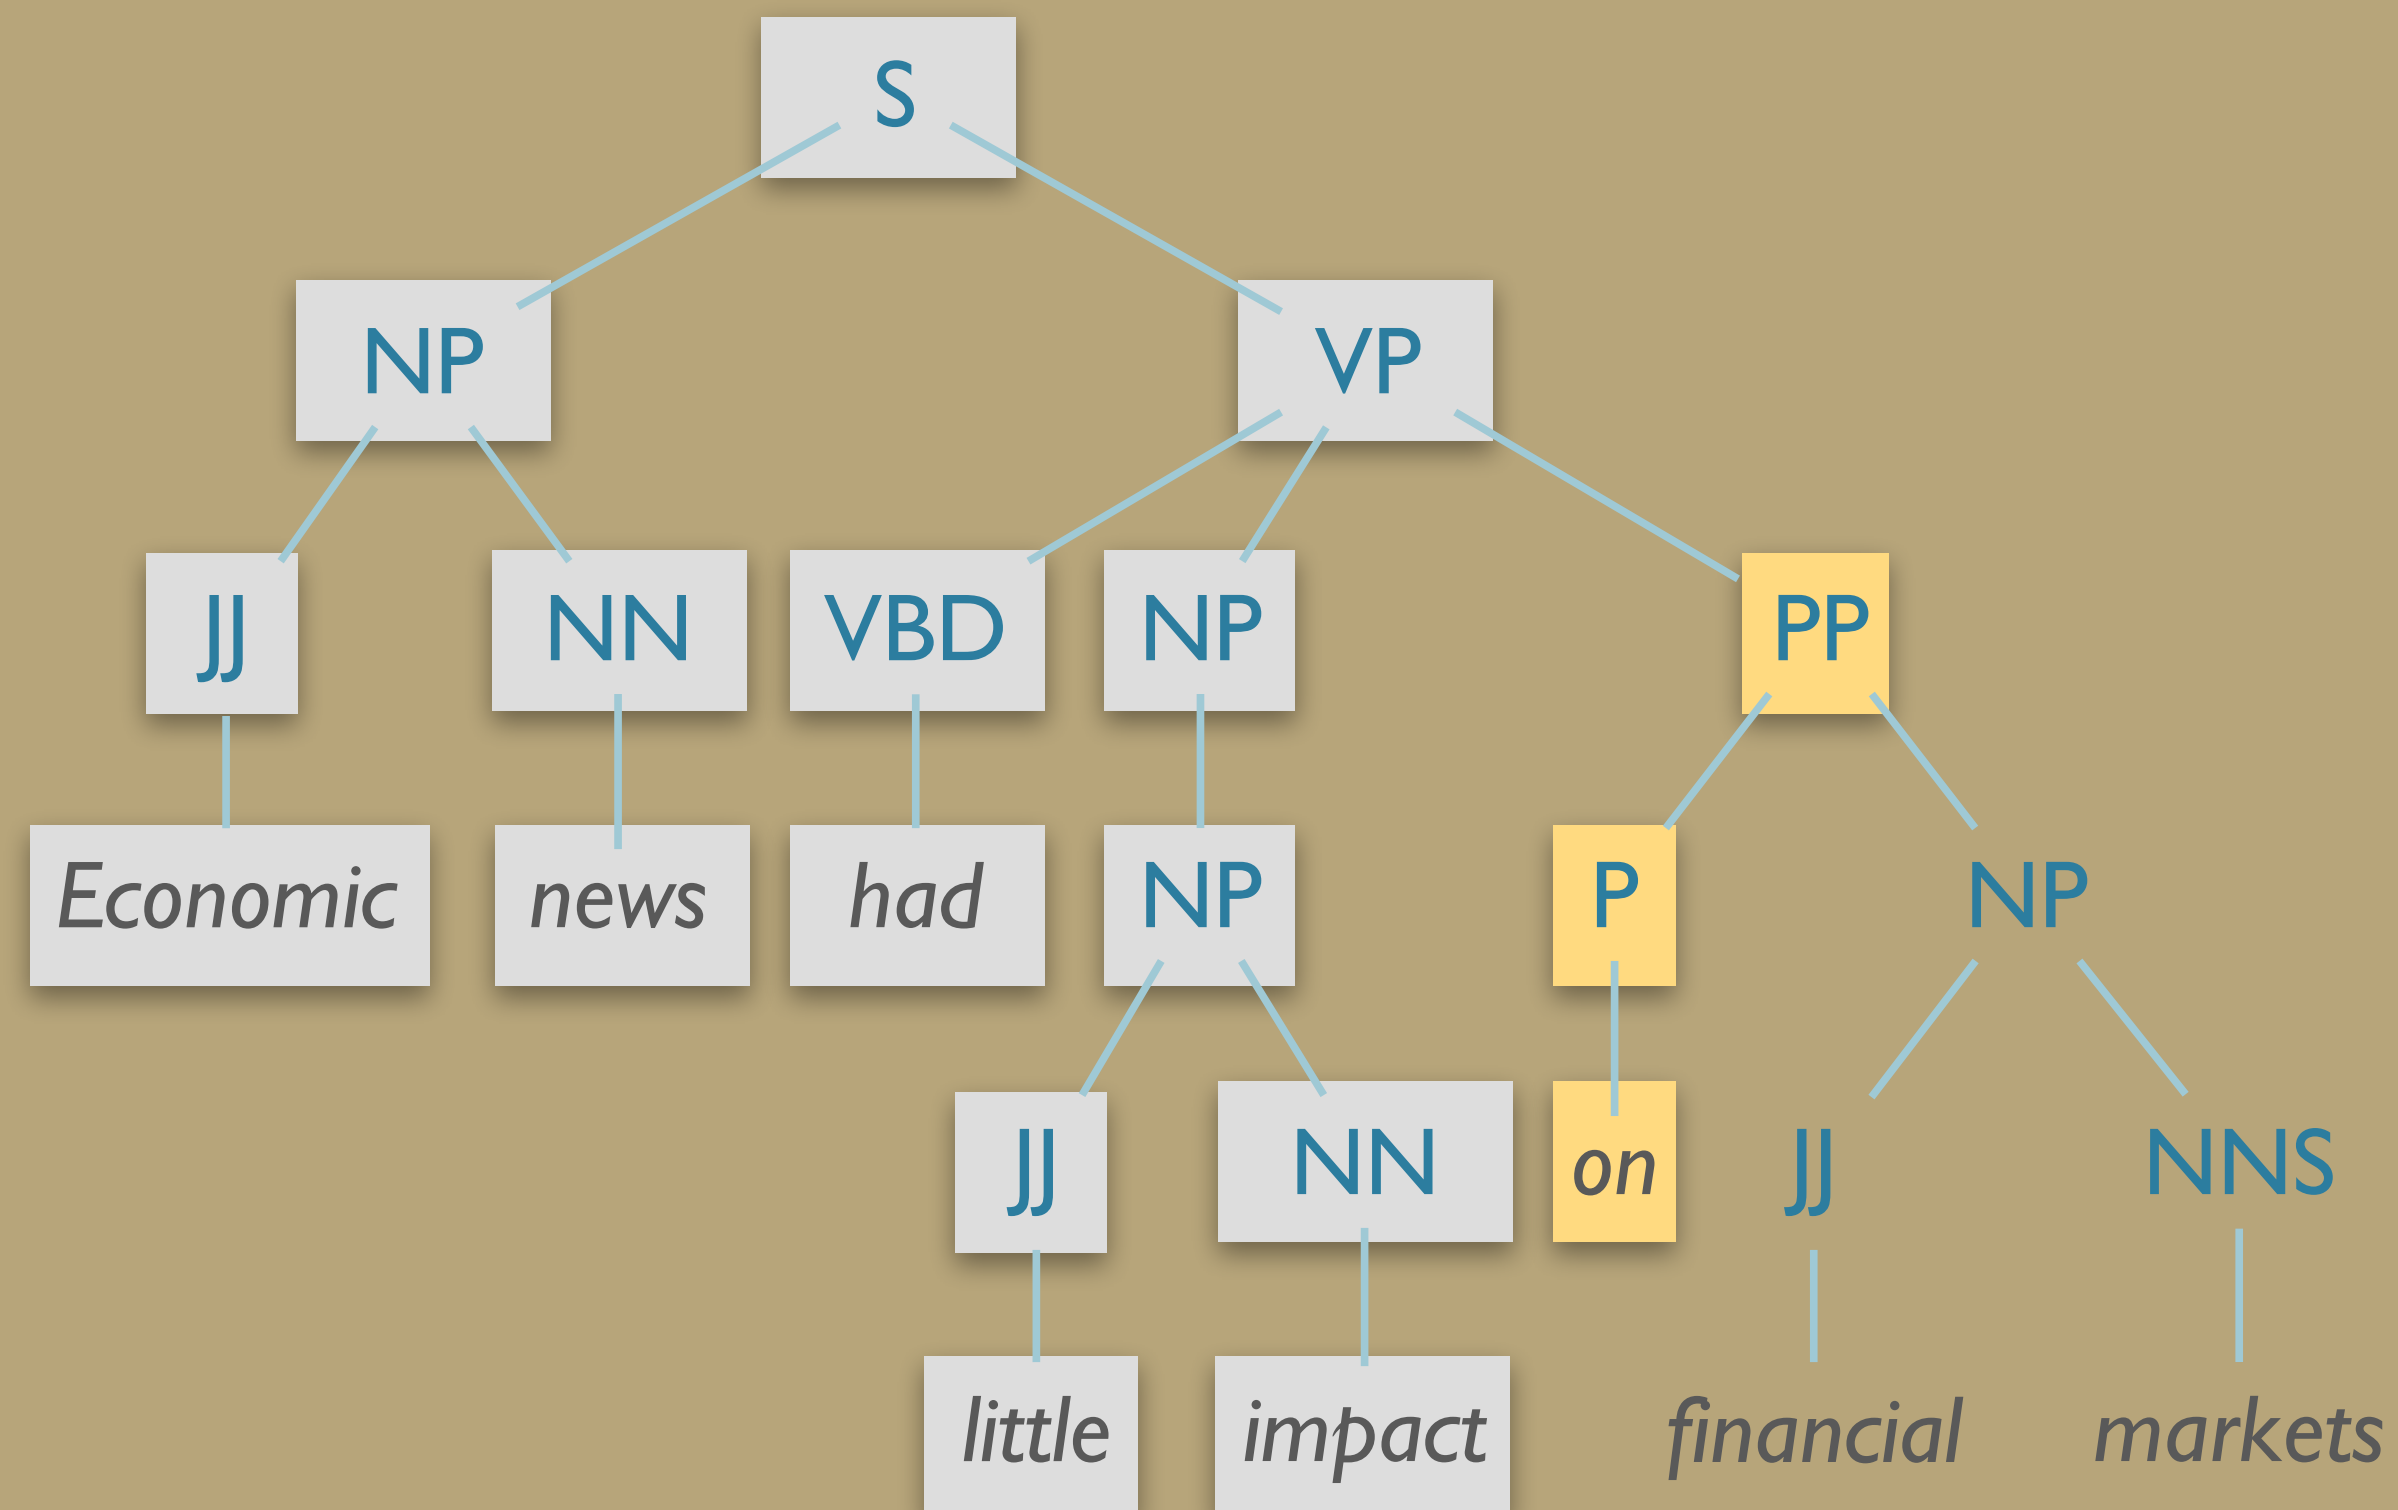 S
NP VP
JJ NN VBD NP PP
Economic news had NP P NP
JJ NN on JJ NNS
little impact financial markets